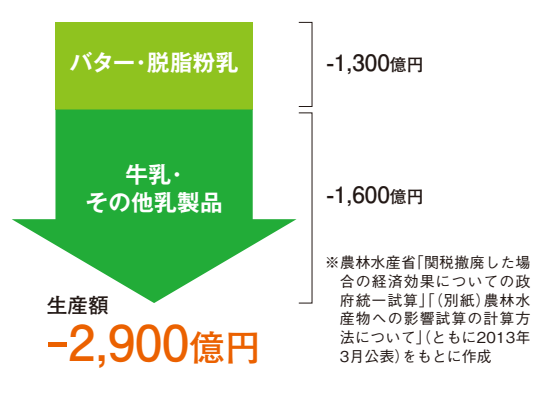 バター・脱脂粉乳
-1,300億円
牛乳・
その他乳製品
-1,600億円
生産額
-2,900億円
※農林水産省「関税撤廃した場
合の経済効果についての政
府統一試算」「（別紙）農林水
産物への影響試算の計算方
法について」（ともに2013年
3月公表）をもとに作成